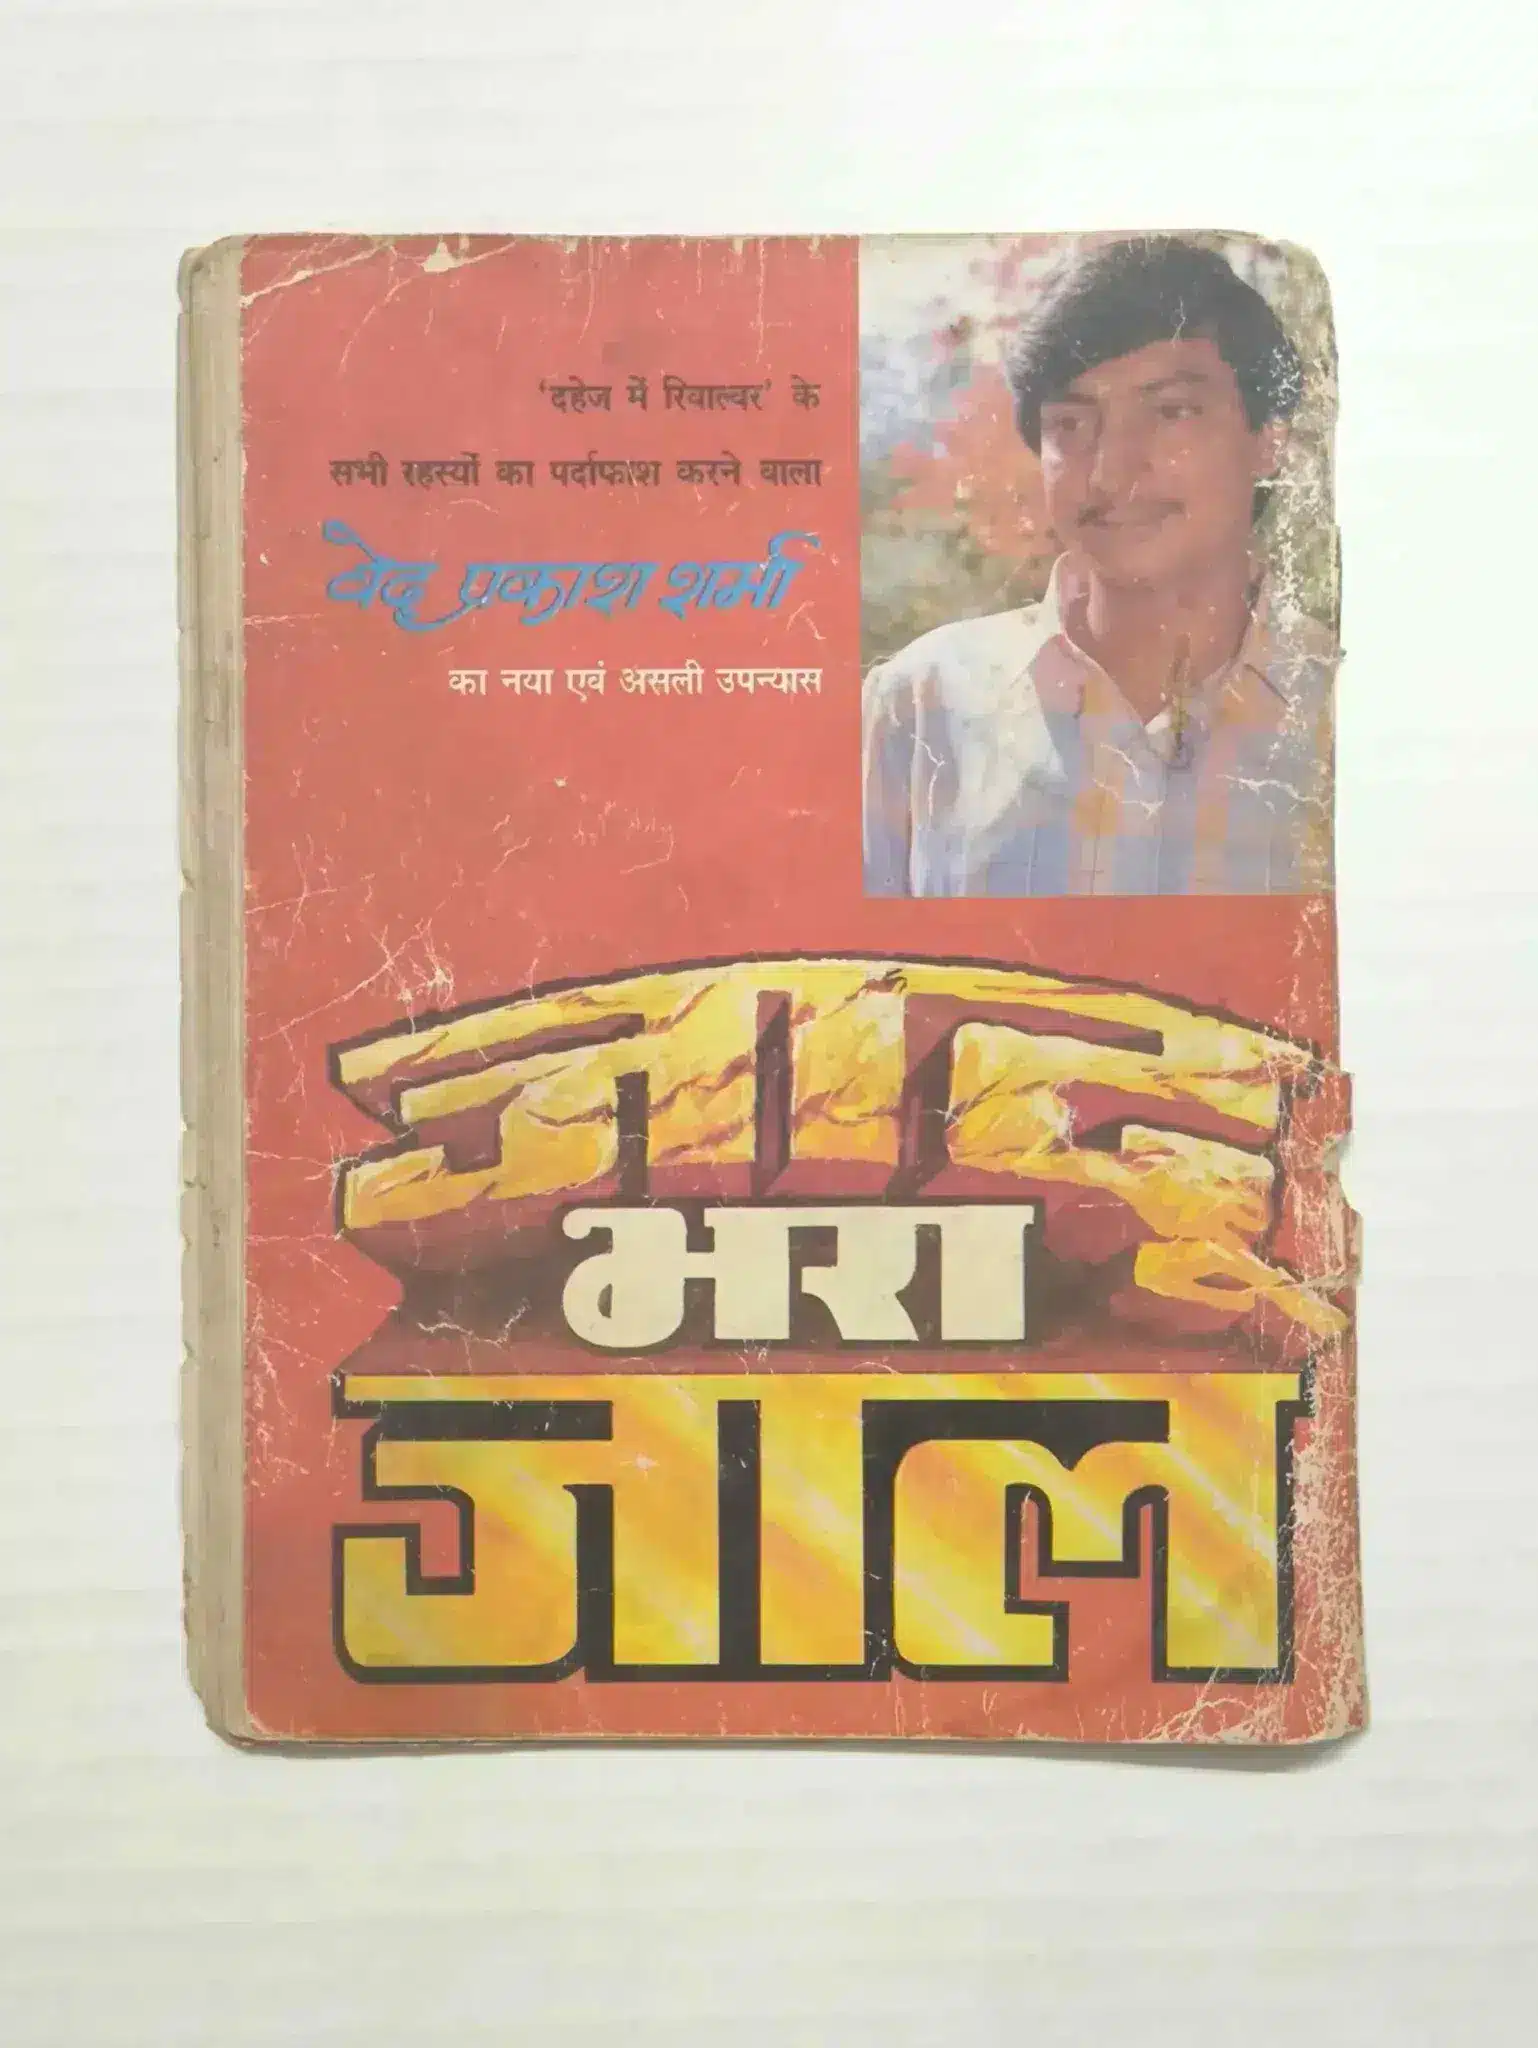 ‘दहेज में रिवाल्वर’ के
सभी रहस्यों का पर्दाफाश करने वाला
वेद प्रकाश शर्मा
का नया एवं असली उपन्यास
जादू
भरा
जाल